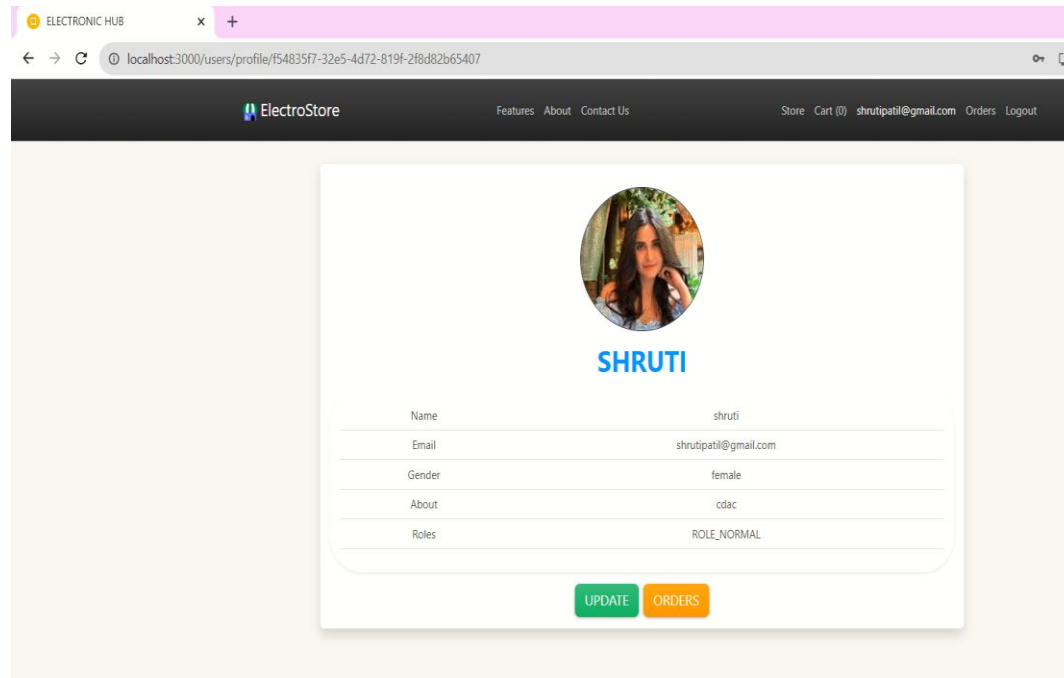 ELECTRONIC HUB
localhost:3000/users/profile/f54835f7-32e5-4d72-819f-2f8d82b65407
ElectroStore Features About Contact Us Store Cart (0) shrutipatil@gmail.com Orders Logout
SHRUTI
Name shruti
Email shrutipatil@gmail.com
Gender female
About cdac
Roles ROLE_NORMAL
UPDATE ORDERS